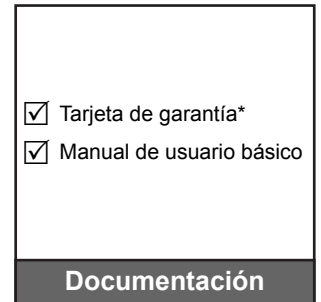 ☑ Tarjeta de garantía*
☑ Manual de usuario básico
Documentación